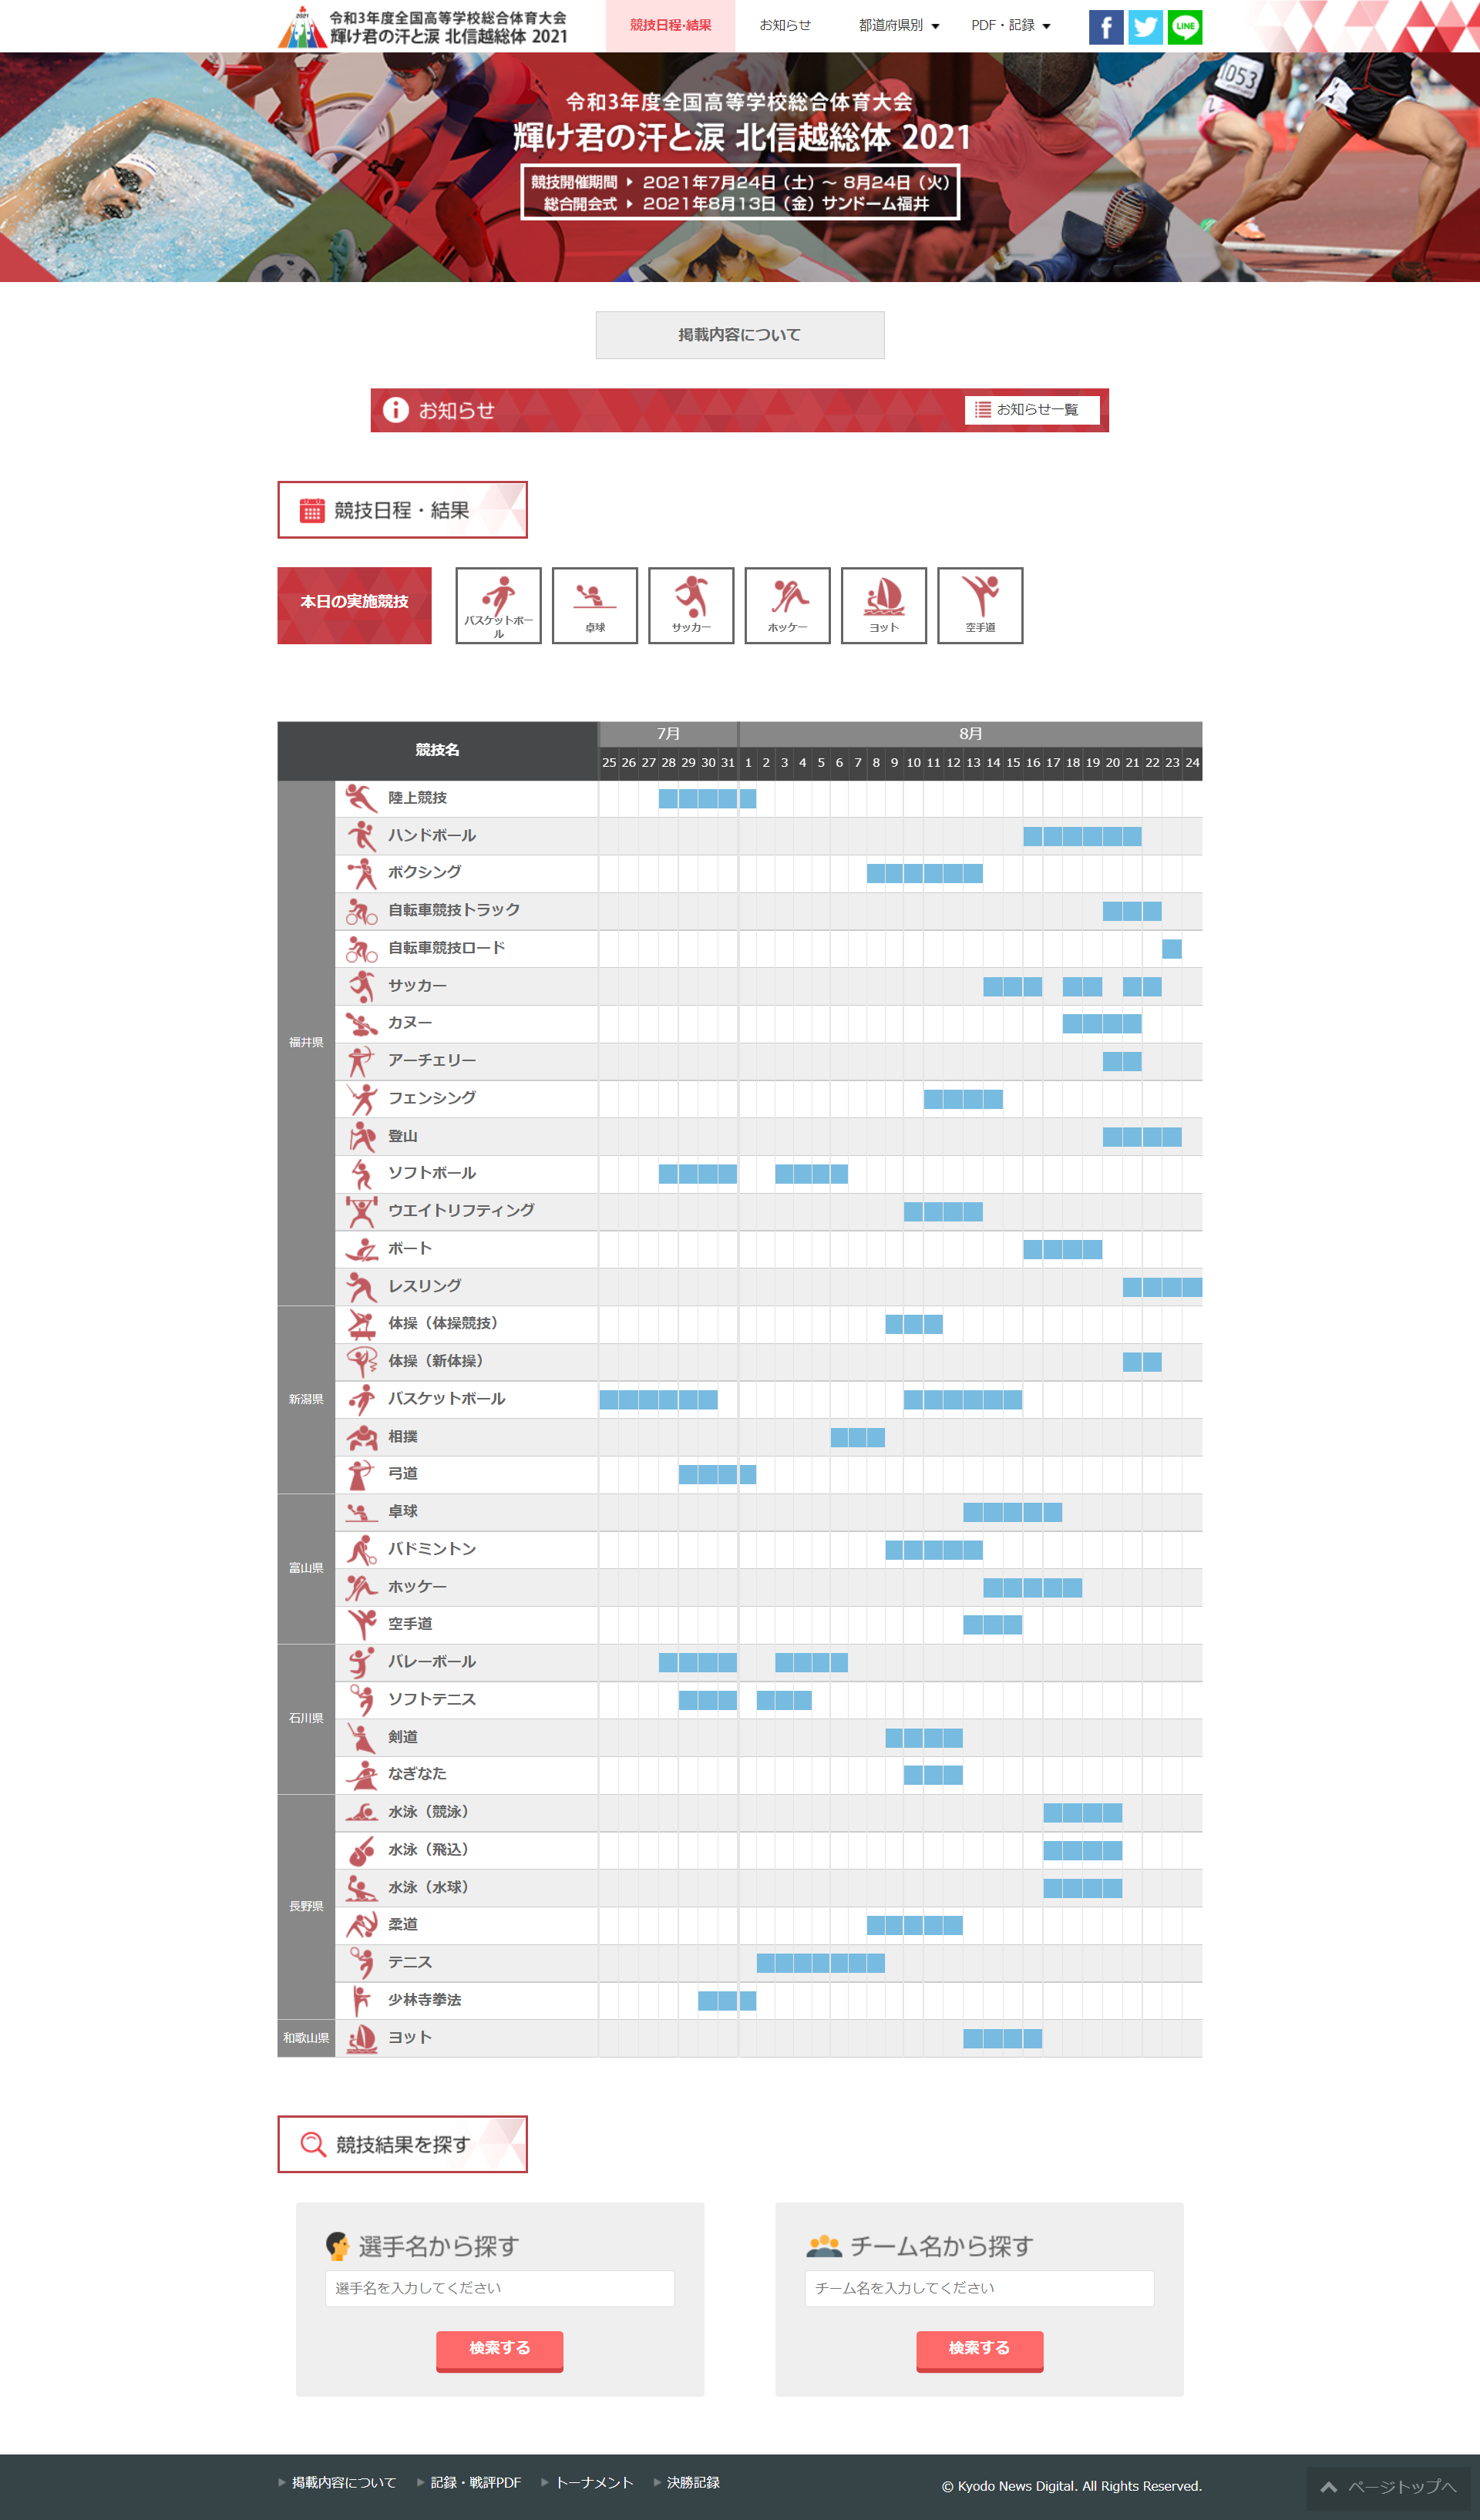 令和3年度全国高等学校総合体育大会
輝け君の汗と涙 北信越総体 2021
競技日程・結果
お知らせ
都道府県別
PDF・記録
LINE
1053
令和3年度全国高等学校総合体育大会
輝け君の汗と涙 北信越総体 2021
競技開催期間 ▶ 2021年7月24日(土)～ 8月24日(火)
総合開会式 ▶ 2021年8月13日(金)サンドーム福井
掲載内容について
お知らせ
お知らせ一覧
競技日程・結果
本日の実施競技
バスケットボー
ル
卓球
サッカー
ホッケー
ヨット
空手道
競技名
7月
8月
25 26 27 28 29 30 31 1 2 3 4 5 6 7 8 9 10 11 12 13 14 15 16 17 18 19 20 21 22 23 24
福井県
陸上競技
ハンドボール
ボクシング
自転車競技トラック
自転車競技ロード
サッカー
カヌー
アーチェリー
フェンシング
登山
ソフトボール
ウエイトリフティング
ボート
レスリング
新潟県
体操（体操競技）
体操（新体操）
バスケットボール
相撲
弓道
富山県
卓球
バドミントン
ホッケー
空手道
石川県
バレーボール
ソフトテニス
剣道
なぎなた
長野県
水泳（競泳）
水泳（飛込）
水泳（水球）
柔道
テニス
少林寺拳法
和歌山県
ヨット
競技結果を探す
選手名から探す
選手名を入力してください
検索する
チーム名から探す
チーム名を入力してください
検索する
掲載内容について
記録・戦評PDF
トーナメント
決勝記録
© Kyodo News Digital. All Rights Reserved.
ページトップへ